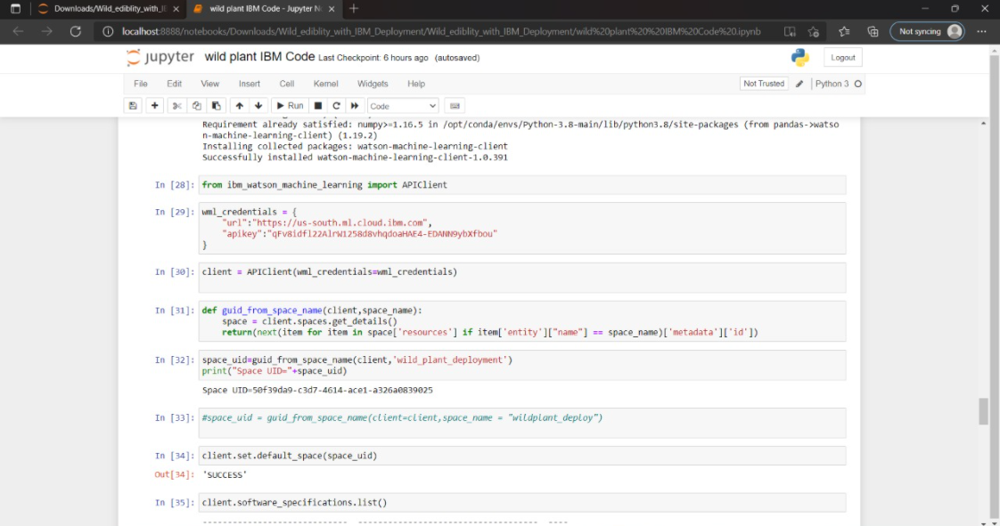 Downloads/Wild_ediblity_with_I
wild plant IBM Code - Jupyter N
localhost:8888/notebooks/Downloads/Wild_ediblity_with_IBM_Deployment/Wild_ediblity_with_IBM_Deployment/wild%20plant%20%20IBM%20Code%20.ipynb
Not syncing
jupyter wild plant IBM Code Last Checkpoint: 6 hours ago (autosaved)
Logout
File Edit View Insert Cell Kernel Widgets Help
Not Trusted
Python 3
Run
Code
Requirement already satisfied: numpy>=1.16.5 in /opt/conda/envs/Python-3.8-main/lib/python3.8/site-packages (from pandas->watso
n-machine-learning-client) (1.19.2)
Installing collected packages: watson-machine-learning-client
Successfully installed watson-machine-learning-client-1.0.391
In [28]: from ibm_watson_machine_learning import APIClient
In [29]: wml_credentials = {
"url":"https://us-south.ml.cloud.ibm.com",
"apikey":"qFv8idfl22AlrW1258d8vhqdoaHAE4-EDANN9ybXfbou"
}
In [30]: client = APIClient(wml_credentials=wml_credentials)
In [31]: def guid_from_space_name(client,space_name):
space = client.spaces.get_details()
return(next(item for item in space['resources'] if item['entity']["name"] == space_name)['metadata']['id'])
In [32]: space_uid=guid_from_space_name(client,'wild_plant_deployment')
print("Space UID="+space_uid)
Space UID=50f39da9-c3d7-4614-ace1-a326a0839025
In [33]: #space_uid = guid_from_space_name(client=client,space_name = "wildplant_deploy")
In [34]: client.set.default_space(space_uid)
Out[34]: 'SUCCESS'
In [35]: client.software_specifications.list()